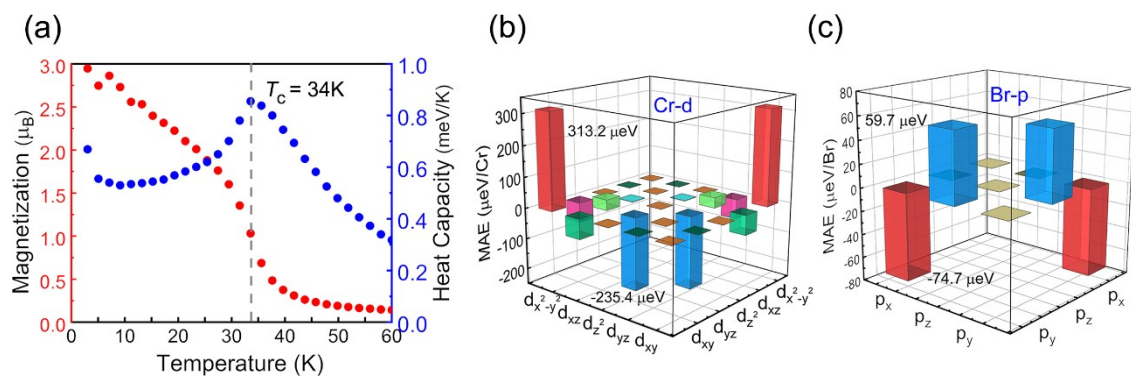 (a)
T_C = 34K
Magnetization (μ_B)
3.0
2.5
2.0
1.5
1.0
0.5
0.0
Heat Capacity (meV/K)
1.0
0.8
0.6
0.4
0.2
0.0
0 10 20 30 40 50 60
Temperature (K)
(b)
Cr-d
313.2 μeV
-235.4 μeV
MAE (μeV/Cr)
300
200
100
0
-100
-200
d_x²-y² d_xz d_z² d_yz d_xy
d_xy d_yz d_z² d_xz d_x²-y²
(c)
Br-p
59.7 μeV
-74.7 μeV
MAE (μeV/Br)
80
60
40
20
0
-20
-40
-60
-80
p_x p_z p_y
p_y p_z p_x